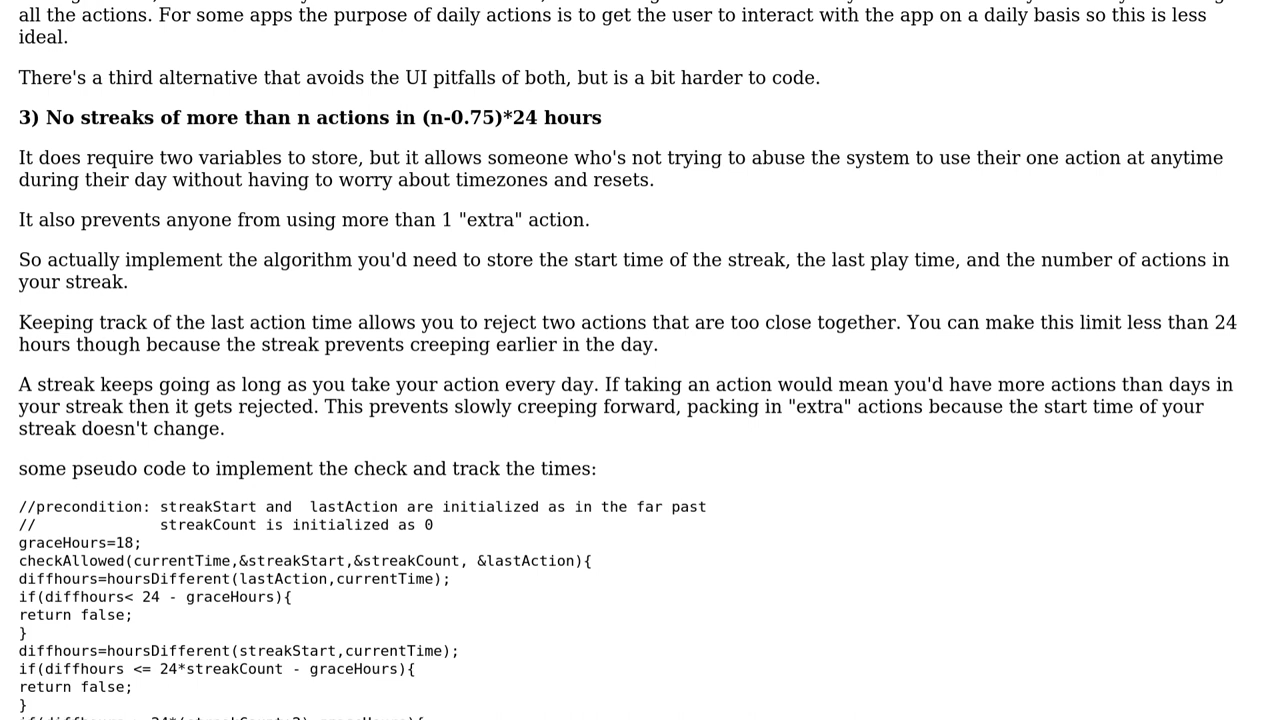 all the actions. For some apps the purpose of daily actions is to get the user to interact with the app on a daily basis so this is less
ideal.
There's a third alternative that avoids the UI pitfalls of both, but is a bit harder to code.
3) No streaks of more than n actions in (n-0.75)*24 hours
It does require two variables to store, but it allows someone who's not trying to abuse the system to use their one action at anytime
during their day without having to worry about timezones and resets.
It also prevents anyone from using more than 1 "extra" action.
So actually implement the algorithm you'd need to store the start time of the streak, the last play time, and the number of actions in
your streak.
Keeping track of the last action time allows you to reject two actions that are too close together. You can make this limit less than 24
hours though because the streak prevents creeping earlier in the day.
A streak keeps going as long as you take your action every day. If taking an action would mean you'd have more actions than days in
your streak then it gets rejected. This prevents slowly creeping forward, packing in "extra" actions because the start time of your
streak doesn't change.
some pseudo code to implement the check and track the times:
//precondition: streakStart and  lastAction are initialized as in the far past
//              streakCount is initialized as 0
graceHours=18;
checkAllowed(currentTime,&streakStart,&streakCount, &lastAction){
diffhours=hoursDifferent(lastAction,currentTime);
if(diffhours< 24 - graceHours){
return false;
}
diffhours=hoursDifferent(streakStart,currentTime);
if(diffhours <= 24*streakCount - graceHours){
return false;
}